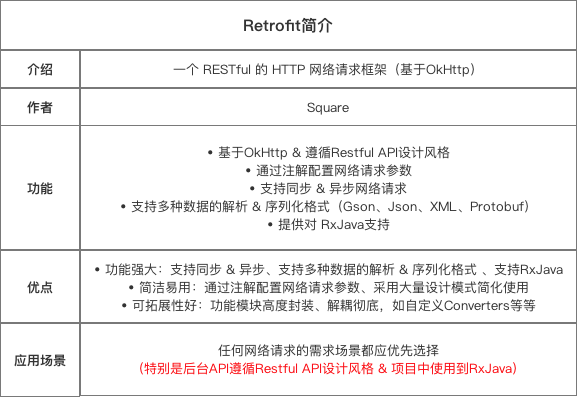 Retrofit简介
介绍
一个 RESTful 的 HTTP 网络请求框架（基于OkHttp）
作者
Square
功能
• 基于OkHttp & 遵循Restful API设计风格
• 通过注解配置网络请求参数
• 支持同步 & 异步网络请求
• 支持多种数据的解析 & 序列化格式（Gson、Json、XML、Protobuf）
• 提供对 RxJava支持
优点
• 功能强大：支持同步 & 异步、支持多种数据的解析 & 序列化格式 、支持RxJava
• 简洁易用：通过注解配置网络请求参数、采用大量设计模式简化使用
• 可拓展性好：功能模块高度封装、解耦彻底，如自定义Converters等等
应用场景
任何网络请求的需求场景都应优先选择
（特别是后台API遵循Restful API设计风格 & 项目中使用到RxJava）